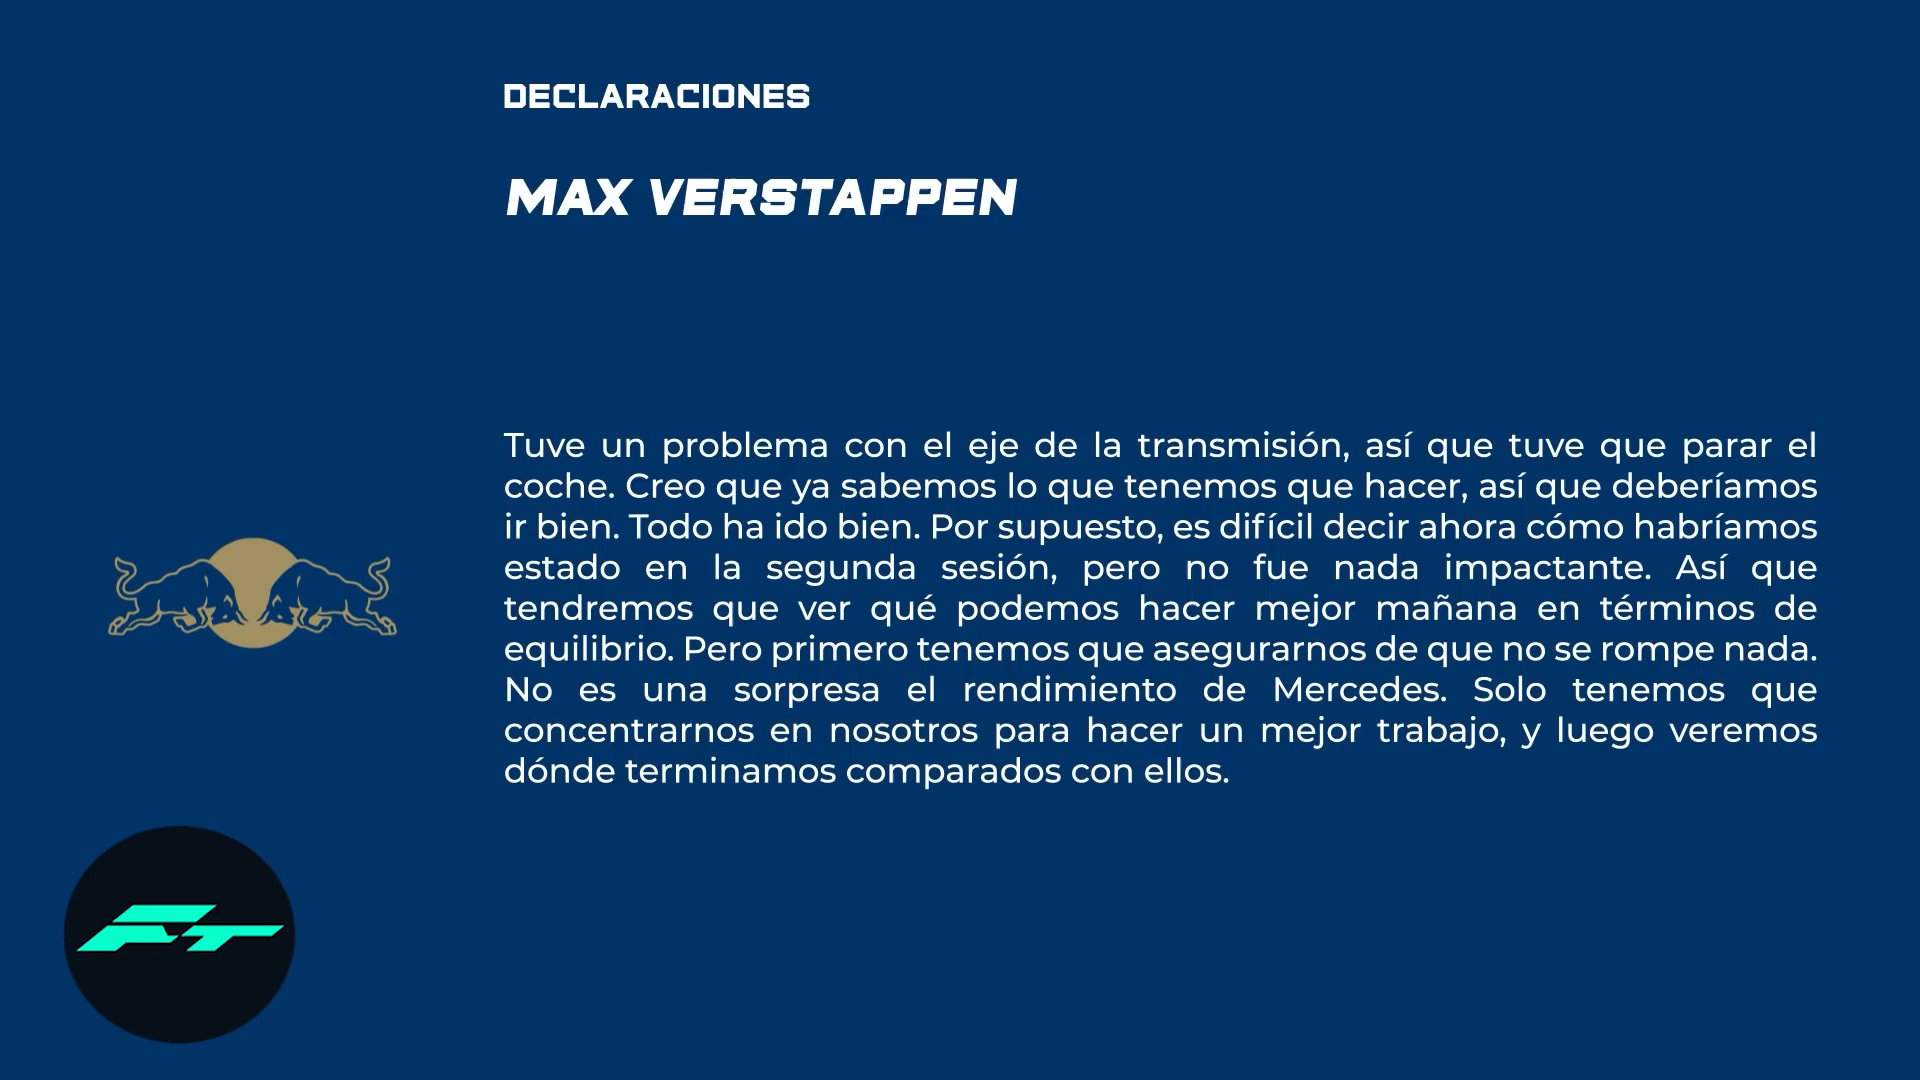 DECLARACIONES
MAX VERSTAPPEN
Tuve un problema con el eje de la transmisión, así que tuve que parar el
coche. Creo que ya sabemos lo que tenemos que hacer, así que deberíamos
ir bien. Todo ha ido bien. Por supuesto, es difícil decir ahora cómo habríamos
estado en la segunda sesión, pero no fue nada impactante. Así que
tendremos que ver qué podemos hacer mejor mañana en términos de
equilibrio. Pero primero tenemos que asegurarnos de que no se rompe nada.
No es una sorpresa el rendimiento de Mercedes. Solo tenemos que
concentrarnos en nosotros para hacer un mejor trabajo, y luego veremos
dónde terminamos comparados con ellos.
FT